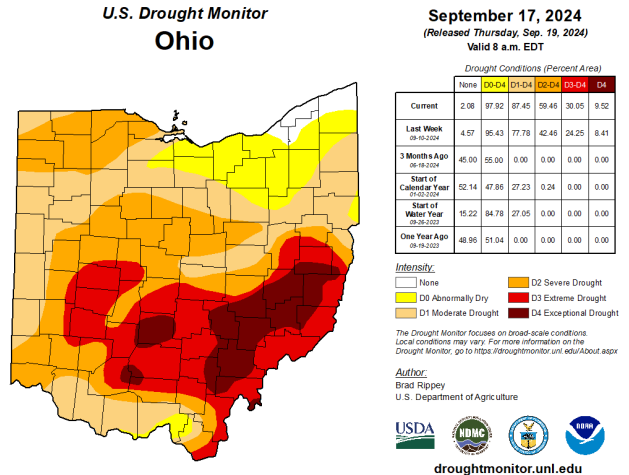 U.S. Drought Monitor
Ohio
September 17, 2024
(Released Thursday, Sep. 19, 2024)
Valid 8 a.m. EDT
Drought Conditions (Percent Area)
None D0-D4 D1-D4 D2-D4 D3-D4 D4
Current 2.08 97.92 87.45 59.46 30.05 9.52
Last Week 4.57 95.43 77.78 42.46 24.25 8.41
09-10-2024
3 Months Ago 45.00 55.00 0.00 0.00 0.00 0.00
06-18-2024
Start of
Calendar Year 52.14 47.86 27.23 0.24 0.00 0.00
01-02-2024
Start of
Water Year 15.22 84.78 27.05 0.00 0.00 0.00
09-26-2023
One Year Ago 48.96 51.04 0.00 0.00 0.00 0.00
09-19-2023
Intensity:
None
D0 Abnormally Dry
D1 Moderate Drought
D2 Severe Drought
D3 Extreme Drought
D4 Exceptional Drought
The Drought Monitor focuses on broad-scale conditions.
Local conditions may vary. For more information on the
Drought Monitor, go to https://droughtmonitor.unl.edu/About.aspx
Author:
Brad Rippey
U.S. Department of Agriculture
USDA
NDMC
NOAA
droughtmonitor.unl.edu